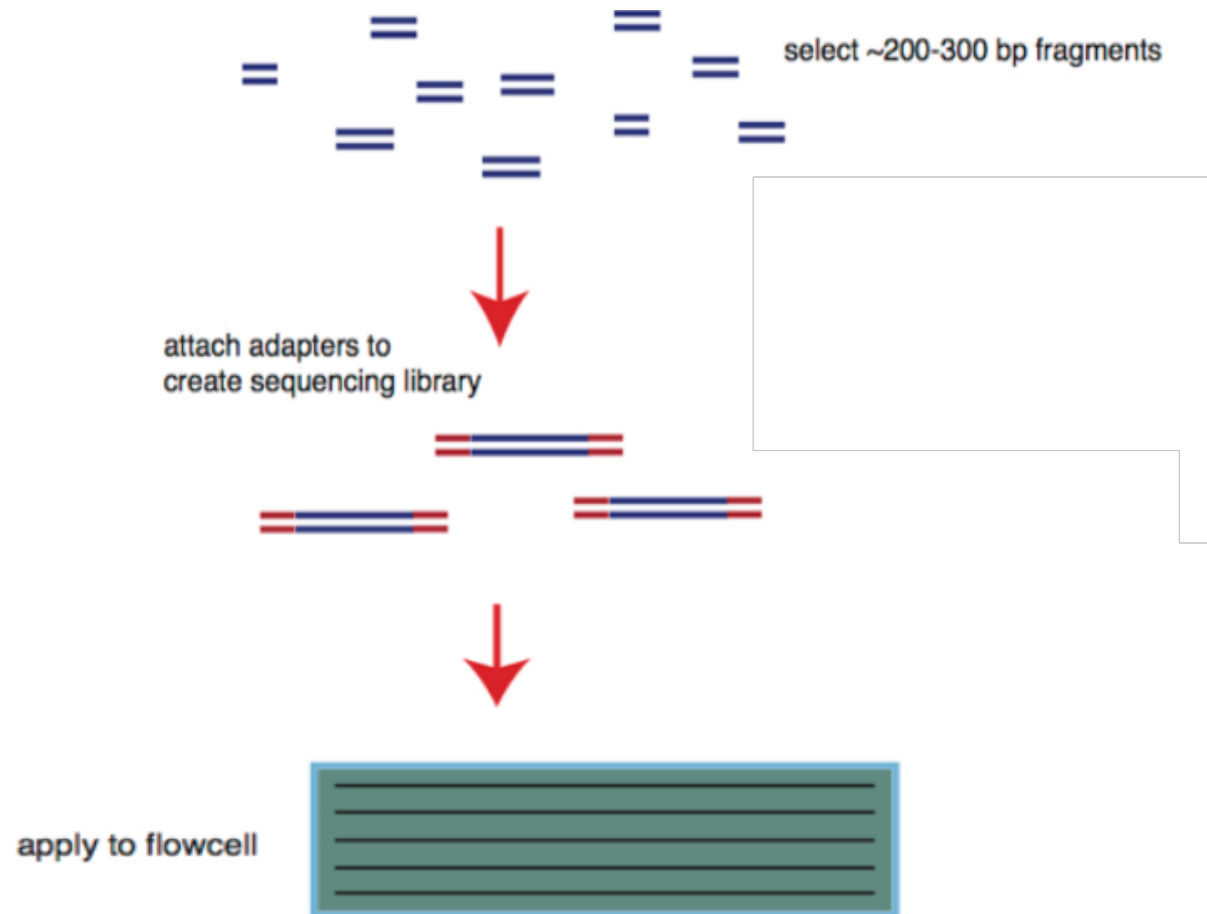 select ~200-300 bp fragments
attach adapters to
create sequencing library
apply to flowcell